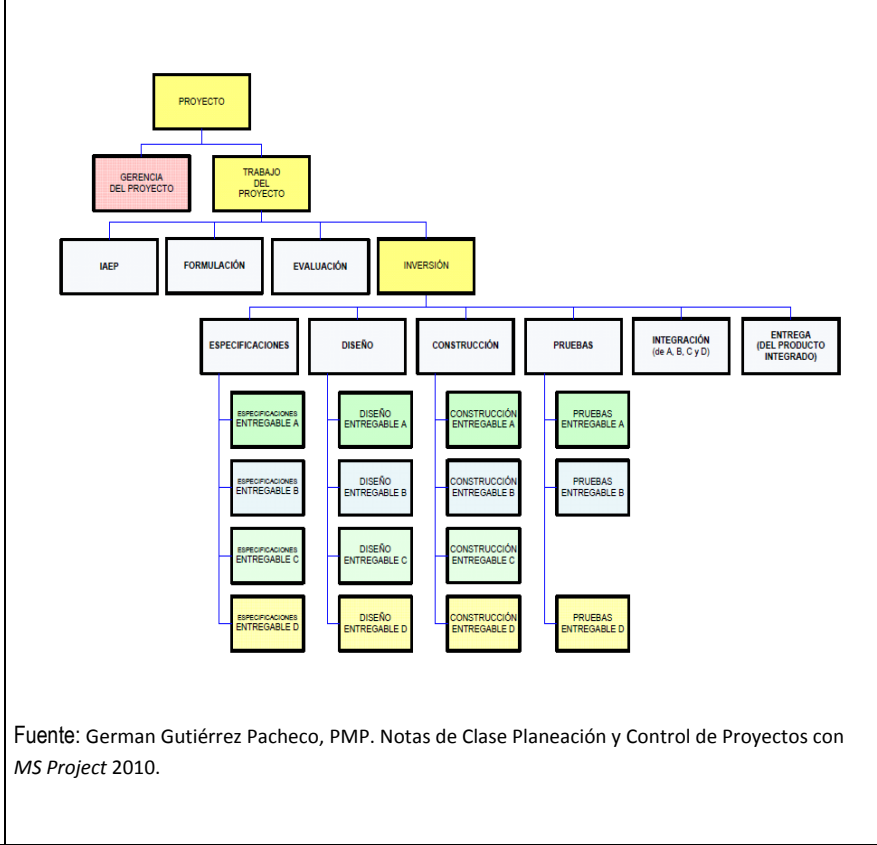 PROYECTO
GERENCIA
DEL PROYECTO
TRABAJO
DEL
PROYECTO
IAEP
FORMULACIÓN
EVALUACIÓN
INVERSIÓN
ESPECIFICACIONES
DISEÑO
CONSTRUCCIÓN
PRUEBAS
INTEGRACIÓN
(de A, B, C y D)
ENTREGA
(DEL PRODUCTO
INTEGRADO)
ESPECIFICACIONES
ENTREGABLE A
DISEÑO
ENTREGABLE A
CONSTRUCCIÓN
ENTREGABLE A
PRUEBAS
ENTREGABLE A
ESPECIFICACIONES
ENTREGABLE B
DISEÑO
ENTREGABLE B
CONSTRUCCIÓN
ENTREGABLE B
PRUEBAS
ENTREGABLE B
ESPECIFICACIONES
ENTREGABLE C
DISEÑO
ENTREGABLE C
CONSTRUCCIÓN
ENTREGABLE C
ESPECIFICACIONES
ENTREGABLE D
DISEÑO
ENTREGABLE D
CONSTRUCCIÓN
ENTREGABLE D
PRUEBAS
ENTREGABLE D
Fuente: German Gutiérrez Pacheco, PMP. Notas de Clase Planeación y Control de Proyectos con
MS Project 2010.